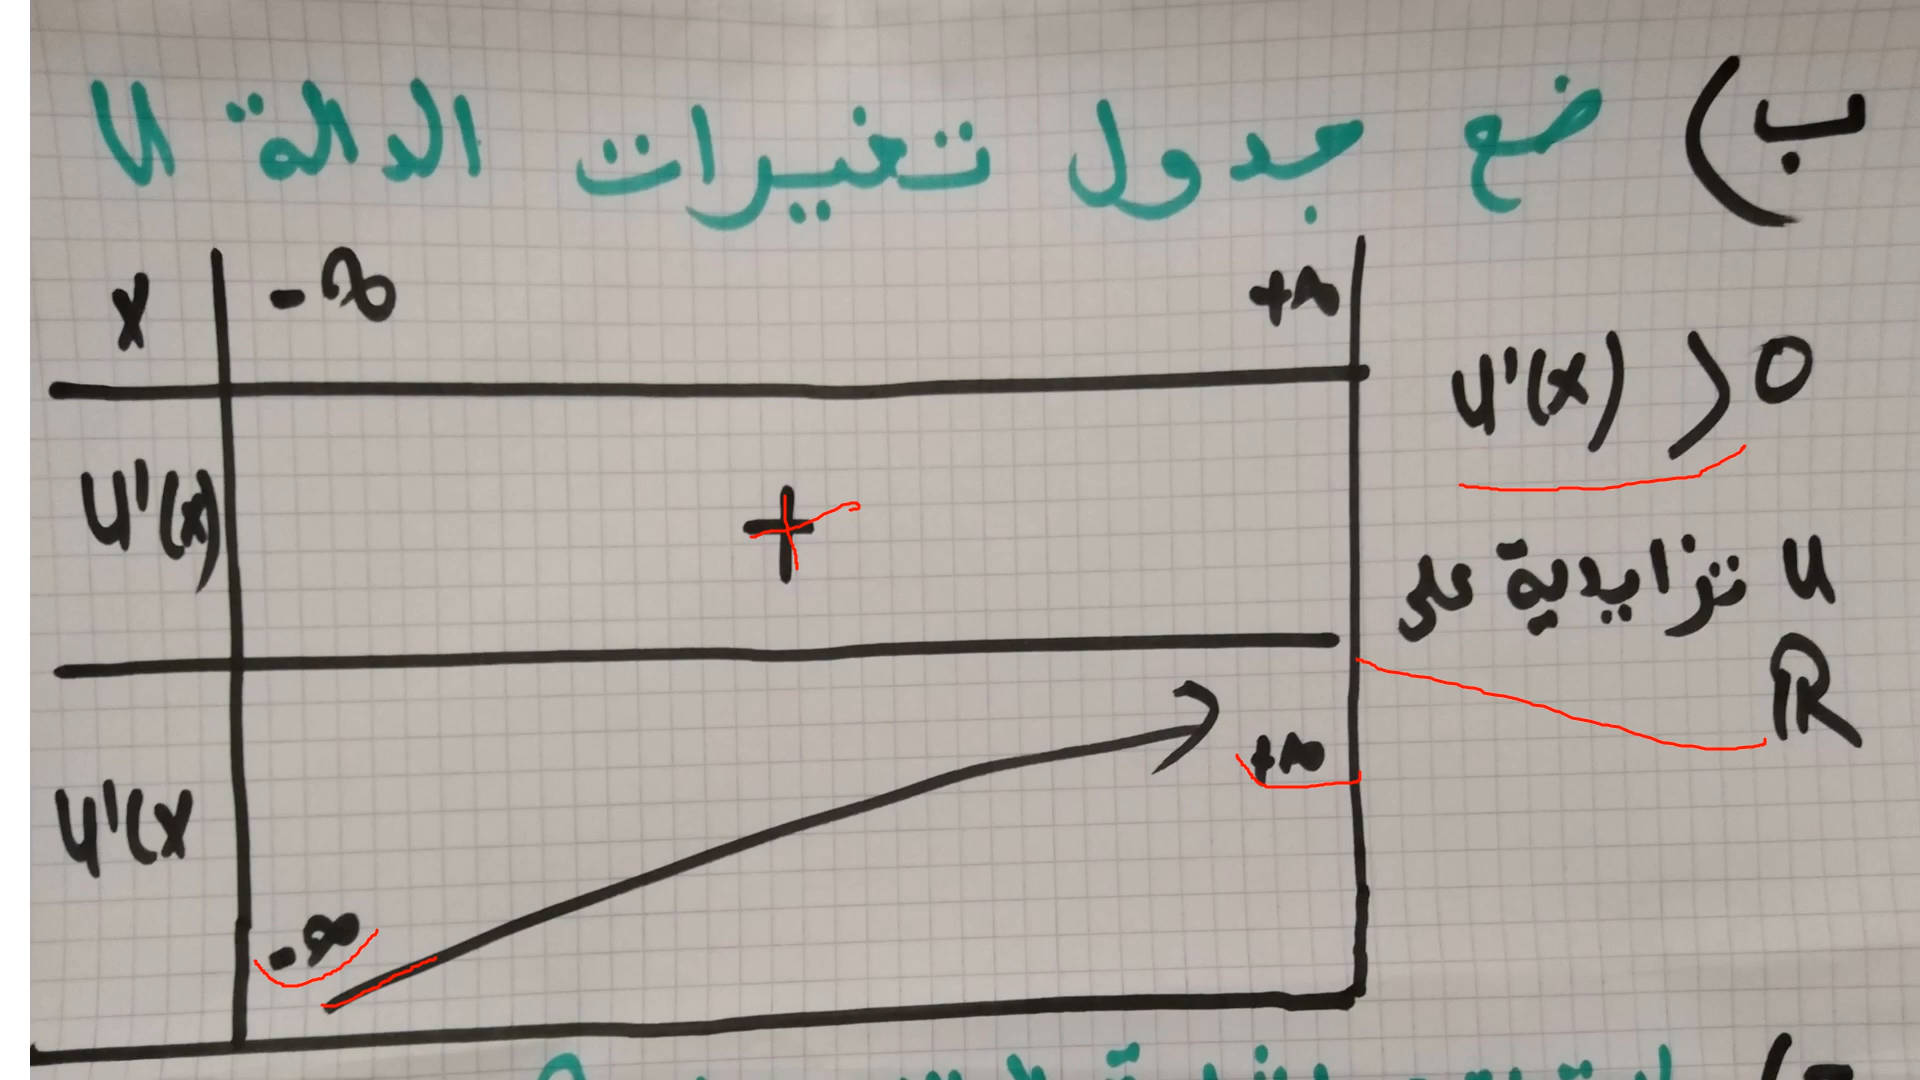 ب) ضع جدول تغيرات الدالة U
x -∞ +∞
U'(x) > 0
U'(x) +
U تزايدية على
ℝ
U'(x
+∞
-∞